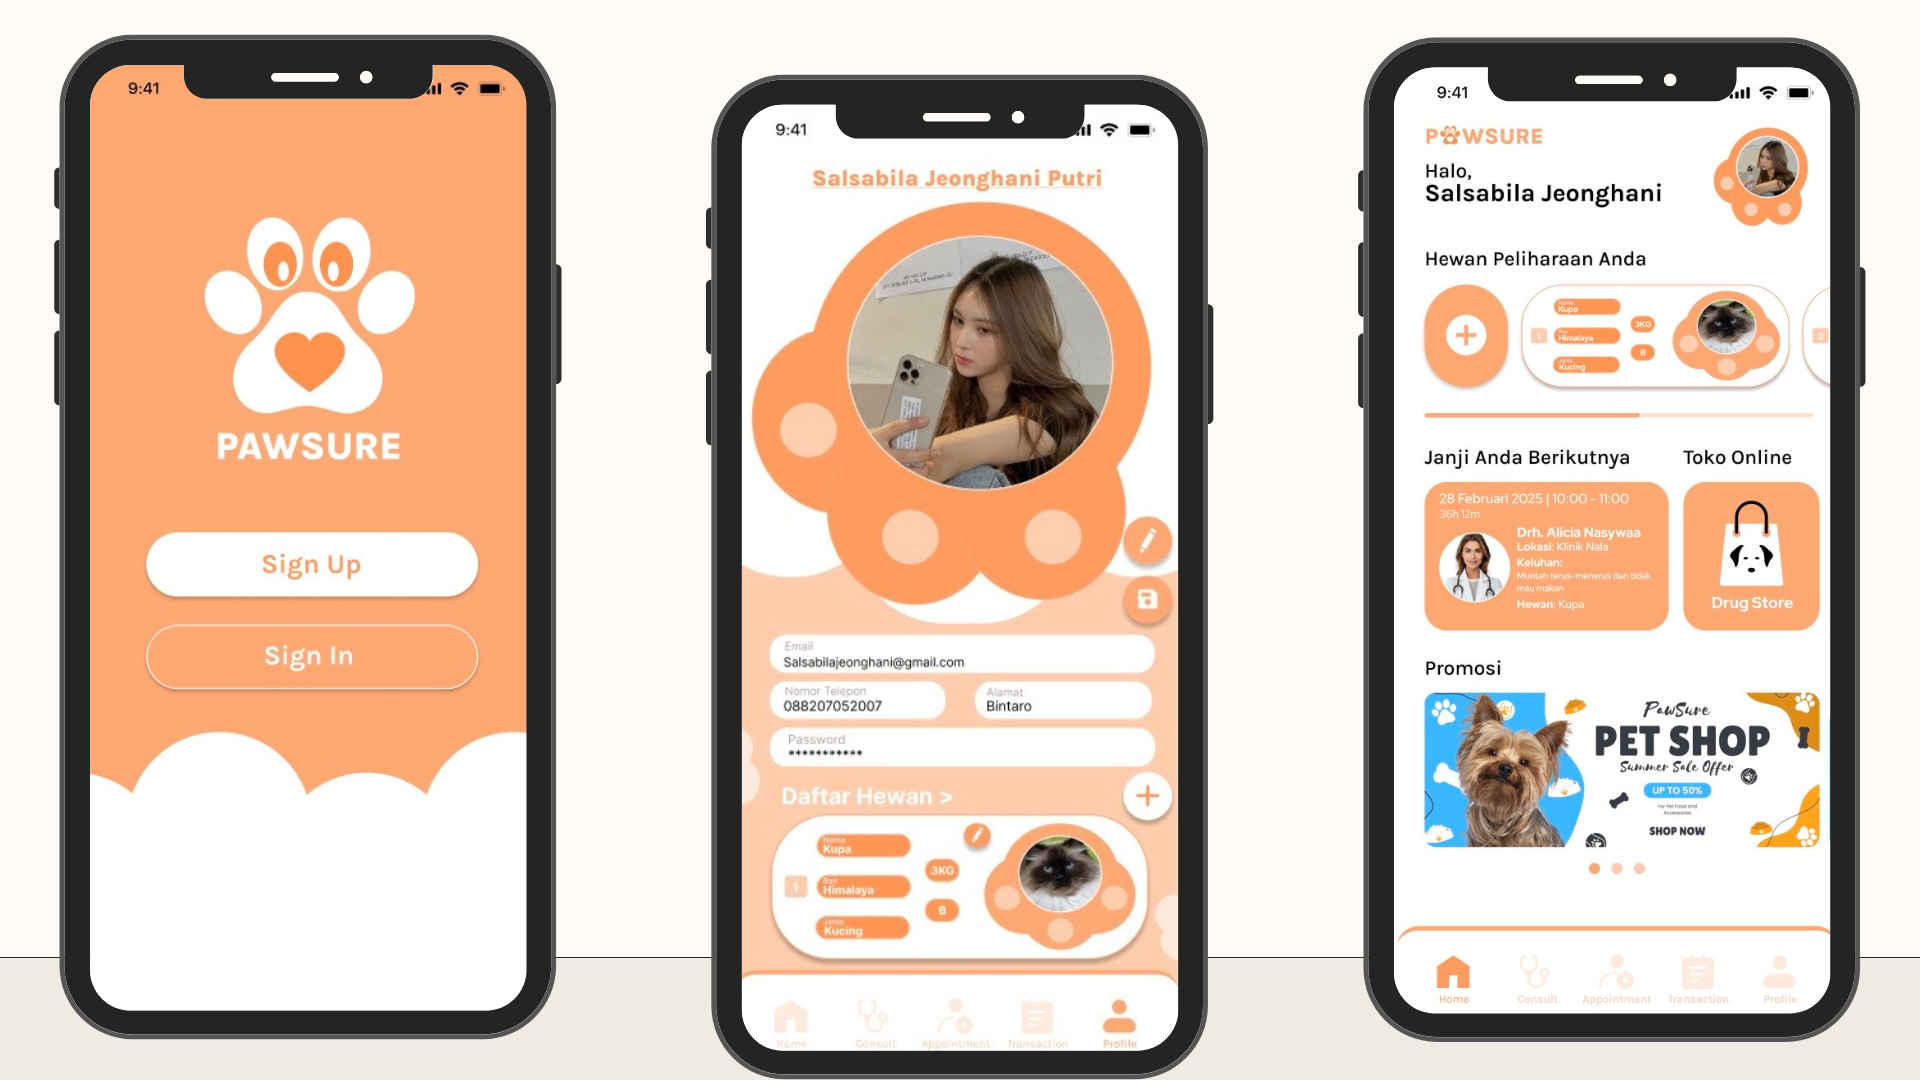 9:41
PAWSURE
Sign Up
Sign In
9:41
Salsabila Jeonghani Putri
Email
Salsabilajeonghani@gmail.com
Nomor Telepon
088207052007
Alamat
Bintaro
Password
***********
Daftar Hewan >
Nama
Kupa
1
Ras
Himalaya
Jenis
Kucing
3KG
B
Home
Consult
Appointment
Transaction
Profile
9:41
PAWSURE
Halo,
Salsabila Jeonghani
Hewan Peliharaan Anda
1
Nama
Kupa
Ras
Himalaya
Jenis
Kucing
3KG
B
2
Janji Anda Berikutnya
28 Februari 2025 | 10:00 - 11:00
36h 12m
Drh. Alicia Nasywaa
Lokasi: Klinik Nala
Keluhan:
Muntah terus-menerus dan tidak
mau makan
Hewan: Kupa
Toko Online
Drug Store
Promosi
PawSure
PET SHOP
Summer Sale Offer
UP TO 50%
For Pet Food and
Accessories
SHOP NOW
Home
Consult
Appointment
Transaction
Profile